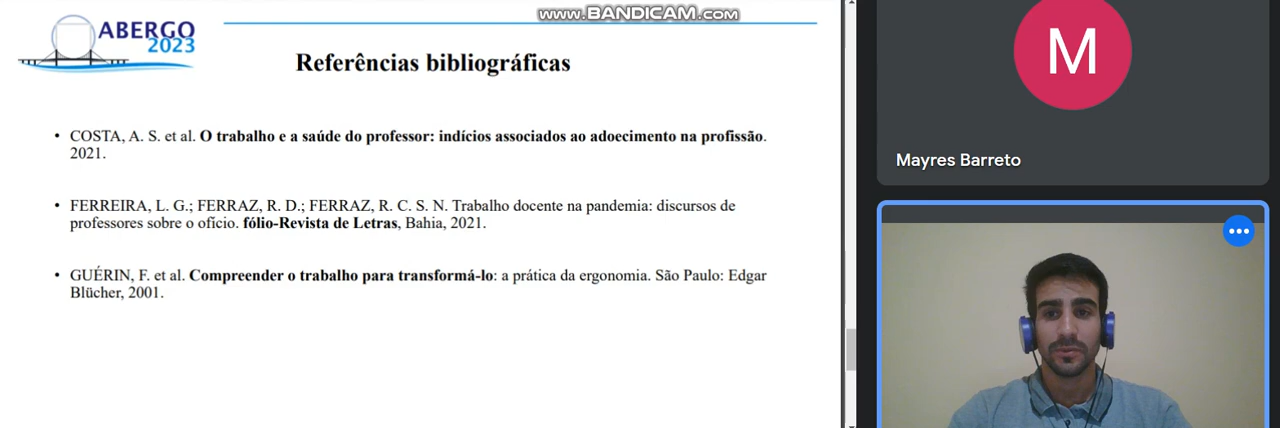 www.BANDICAM.com
ABERGO
2023
Referências bibliográficas
• COSTA, A. S. et al. O trabalho e a saúde do professor: indícios associados ao adoecimento na profissão.
2021.
• FERREIRA, L. G.; FERRAZ, R. D.; FERRAZ, R. C. S. N. Trabalho docente na pandemia: discursos de
professores sobre o ofício. fólio-Revista de Letras, Bahia, 2021.
• GUÉRIN, F. et al. Compreender o trabalho para transformá-lo: a prática da ergonomia. São Paulo: Edgar
Blücher, 2001.
M
Mayres Barreto